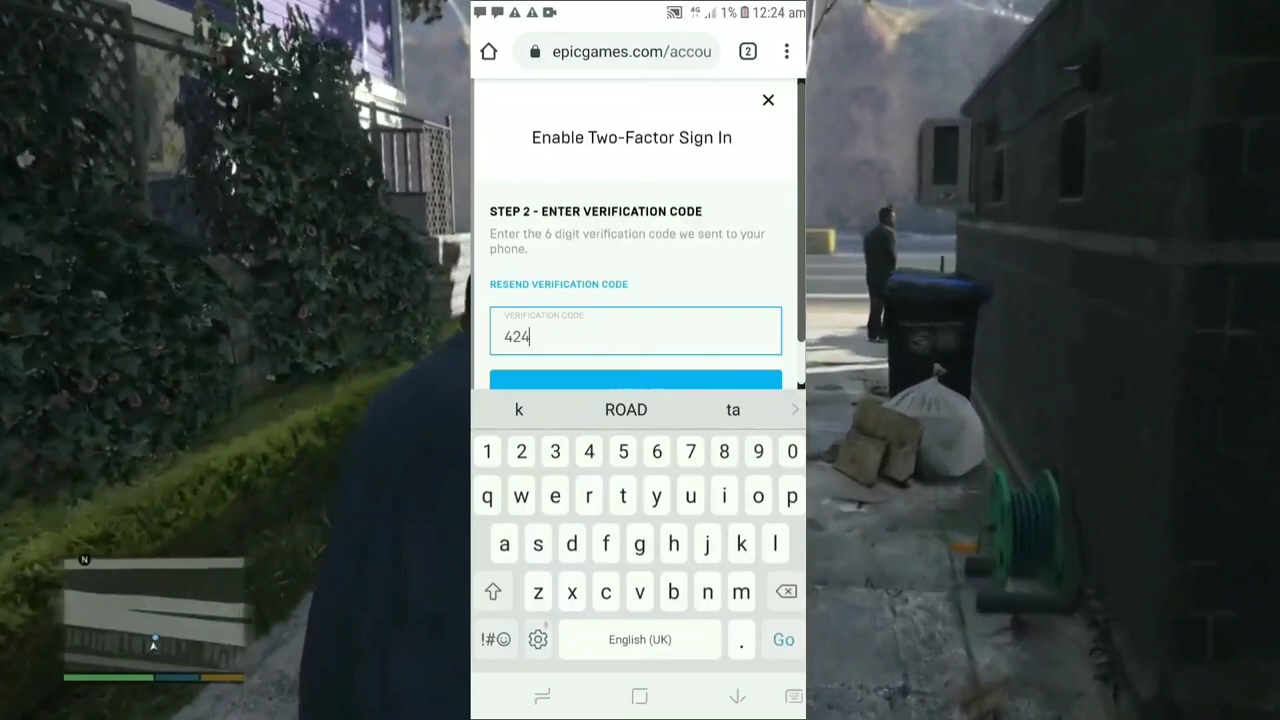 4G 1% 12:24 am
epicgames.com/accou
2
Enable Two-Factor Sign In
STEP 2 - ENTER VERIFICATION CODE
Enter the 6 digit verification code we sent to your
phone.
RESEND VERIFICATION CODE
VERIFICATION CODE
424
k ROAD ta
1 2 3 4 5 6 7 8 9 0
q w e r t y u i o p
a s d f g h j k l
z x c v b n m
!#☺ English (UK) . Go
N